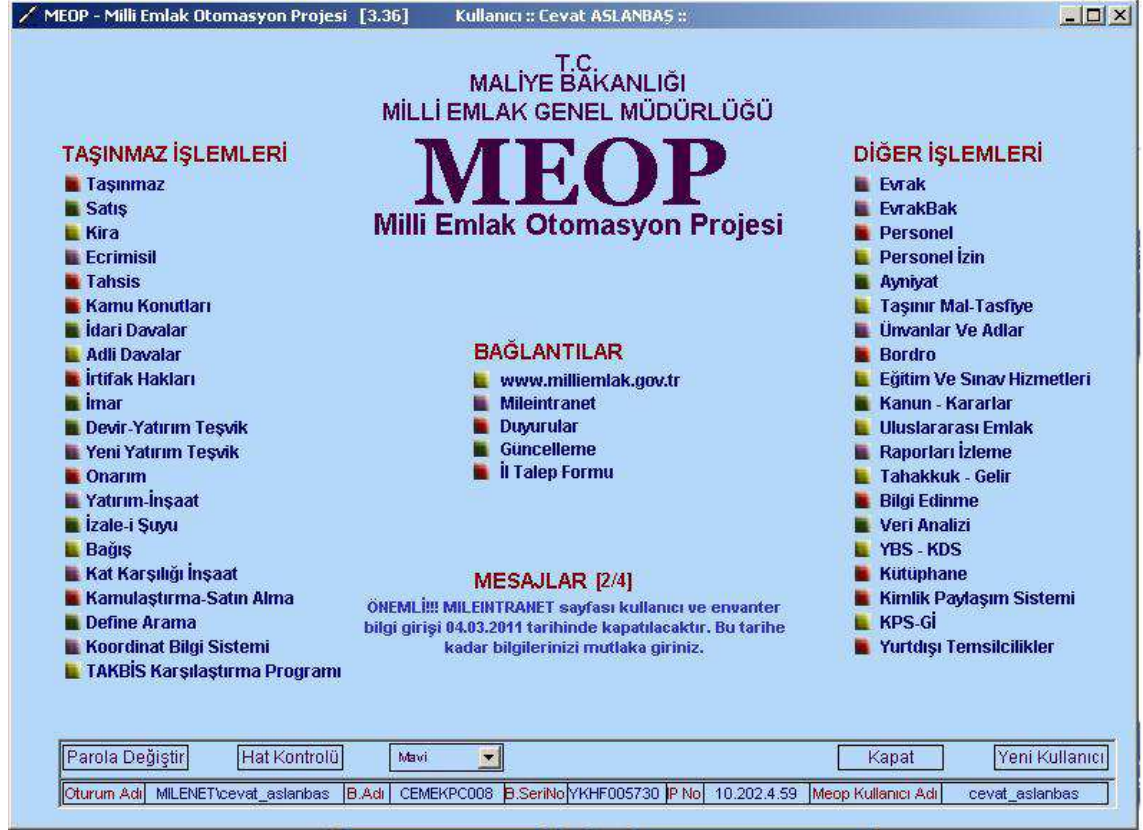 MEOP - Milli Emlak Otomasyon Projesi [3.36] Kullanıcı :: Cevat ASLANBAŞ ::
T.C.
MALİYE BAKANLIĞI
MİLLİ EMLAK GENEL MÜDÜRLÜĞÜ
MEOP
Milli Emlak Otomasyon Projesi
TAŞINMAZ İŞLEMLERİ
Taşınmaz
Satış
Kira
Ecrimisil
Tahsis
Kamu Konutları
İdari Davalar
Adli Davalar
İrtifak Hakları
İmar
Devir-Yatırım Teşvik
Yeni Yatırım Teşvik
Onarım
Yatırım-İnşaat
İzale-i Şuyu
Bağış
Kat Karşılığı İnşaat
Kamulaştırma-Satın Alma
Define Arama
Koordinat Bilgi Sistemi
TAKBİS Karşılaştırma Programı
BAĞLANTILAR
www.milliemlak.gov.tr
Mileintranet
Duyurular
Güncelleme
İl Talep Formu
MESAJLAR [2/4]
ÖNEMLİ!!! MILEINTRANET sayfası kullanıcı ve envanter
bilgi girişi 04.03.2011 tarihinde kapatılacaktır. Bu tarihe
kadar bilgilerinizi mutlaka giriniz.
DİĞER İŞLEMLERİ
Evrak
EvrakBak
Personel
Personel İzin
Ayniyat
Taşınır Mal-Tasfiye
Ünvanlar Ve Adlar
Bordro
Eğitim Ve Sınav Hizmetleri
Kanun - Kararlar
Uluslararası Emlak
Raporları İzleme
Tahakkuk - Gelir
Bilgi Edinme
Veri Analizi
YBS - KDS
Kütüphane
Kimlik Paylaşım Sistemi
KPS-Gİ
Yurtdışı Temsilcilikler
Parola Değiştir Hat Kontrolü Mavi Kapat Yeni Kullanıcı
Oturum Adı MILENET\cevat_aslanbas B.Adı CEMEKPC008 B.SeriNo YKHF005730 IP No 10.202.4.59 Meop Kullanıcı Adı cevat_aslanbas